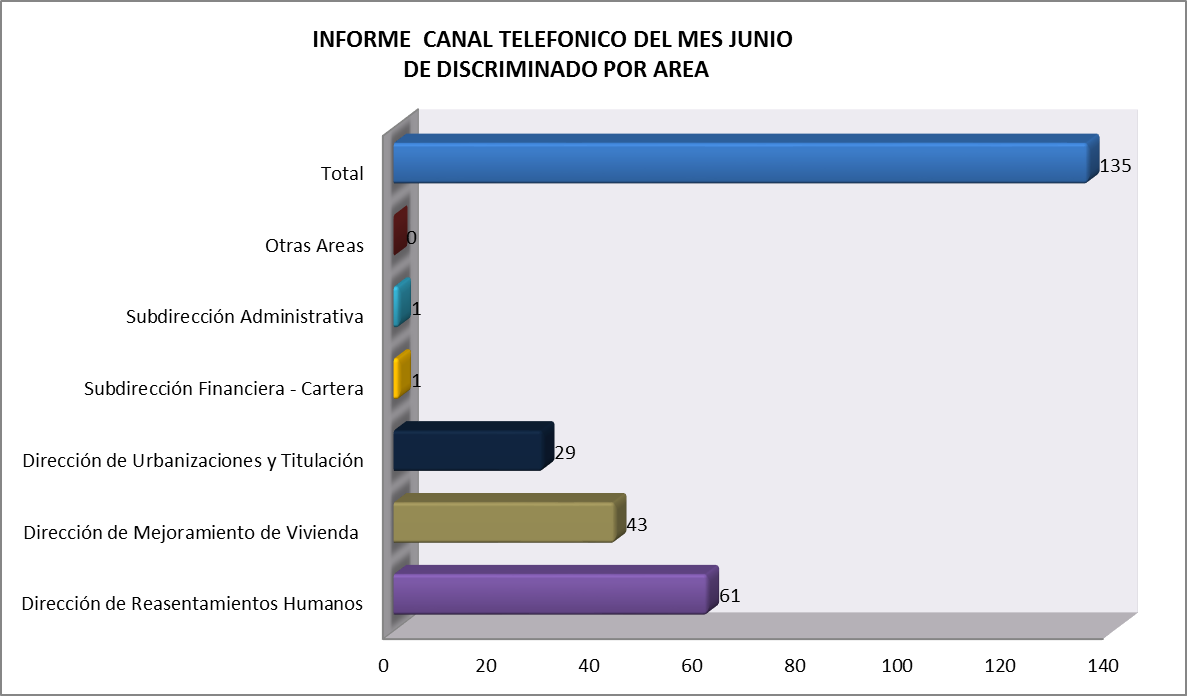 INFORME  CANAL TELEFONICO DEL MES JUNIO
DE DISCRIMINADO POR AREA
Total
135
Otras Areas
0
Subdirección Administrativa
1
Subdirección Financiera - Cartera
1
Dirección de Urbanizaciones y Titulación
29
Dirección de Mejoramiento de Vivienda
43
Dirección de Reasentamientos Humanos
61
0 20 40 60 80 100 120 140